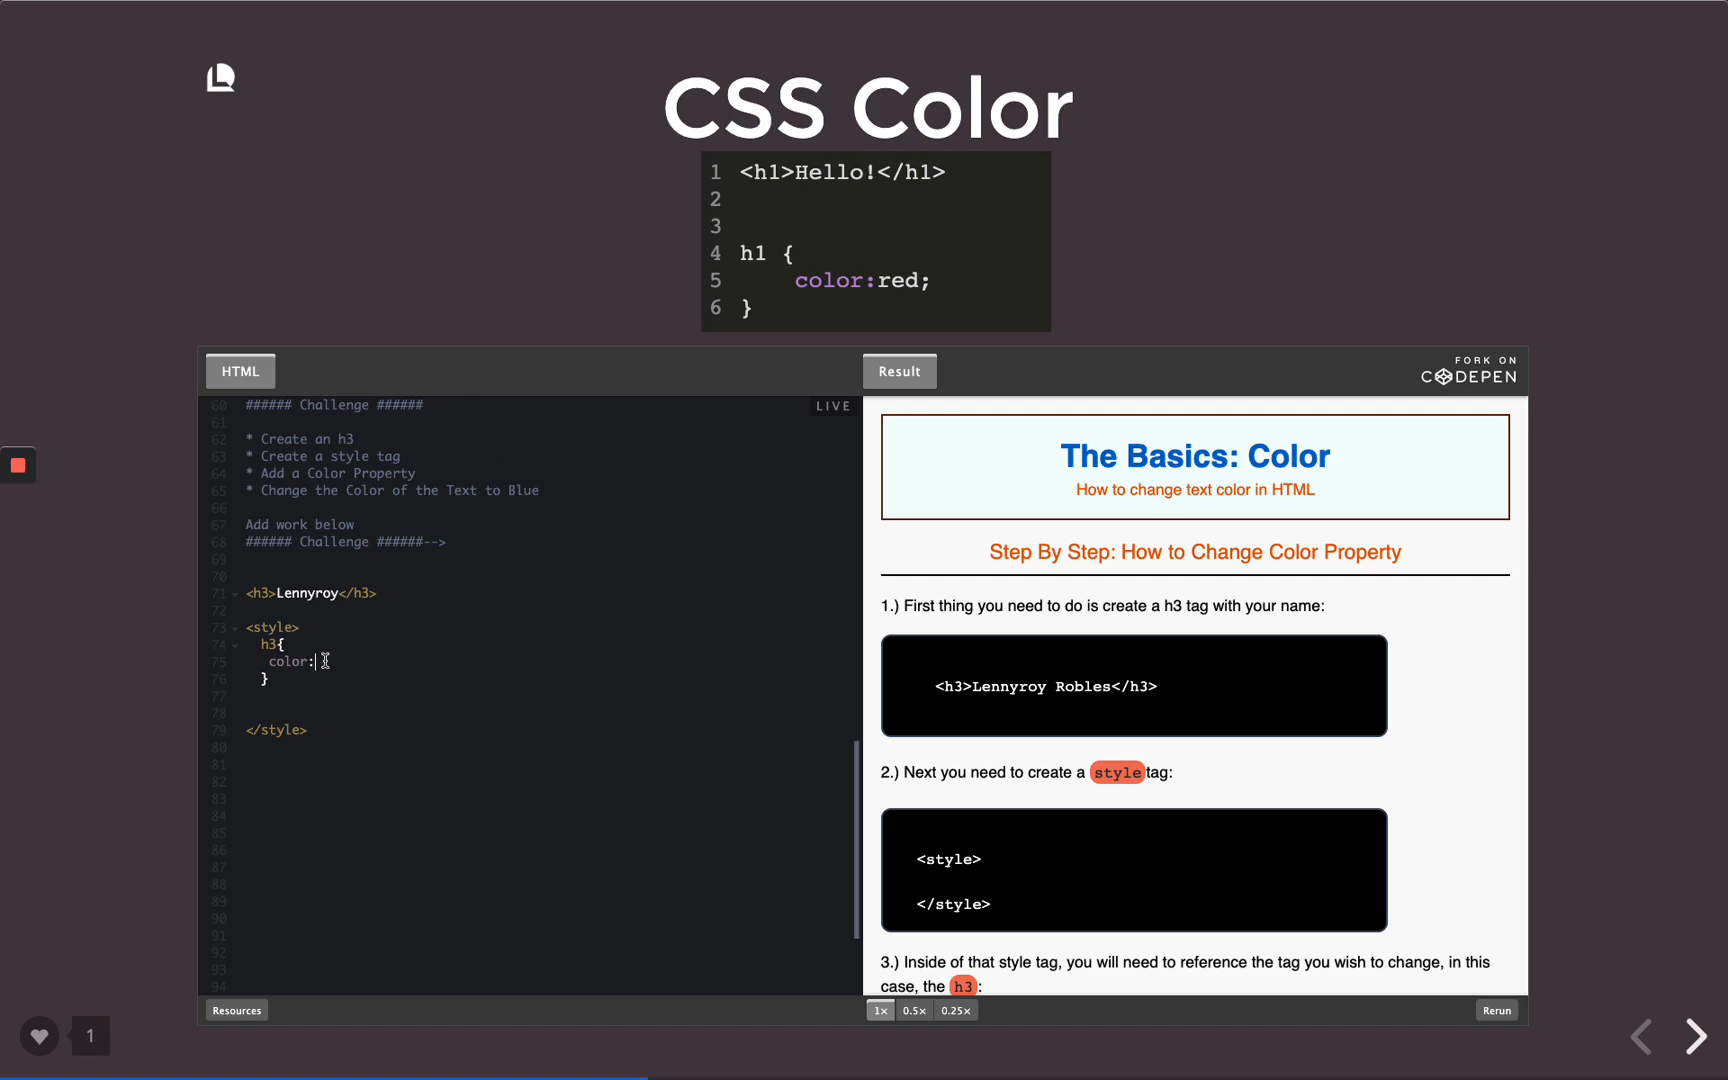 CSS Color
1 <h1>Hello!</h1>
2
3
4 h1 {
5 color:red;
6 }
HTML
Result
FORK ON
CODEPEN
LIVE
60 ###### Challenge ######
61
62 * Create an h3
63 * Create a style tag
64 * Add a Color Property
65 * Change the Color of the Text to Blue
66
67 Add work below
68 ###### Challenge ######-->
69
70
71 <h3>Lennyroy</h3>
72
73 <style>
74 h3{
75 color:
76 }
77
78
79 </style>
80
81
82
83
84
85
86
87
88
89
90
91
92
93
94
The Basics: Color
How to change text color in HTML
Step By Step: How to Change Color Property
1.) First thing you need to do is create a h3 tag with your name:
<h3>Lennyroy Robles</h3>
2.) Next you need to create a style tag:
<style>
</style>
3.) Inside of that style tag, you will need to reference the tag you wish to change, in this
case, the h3 :
Resources
1× 0.5× 0.25×
Rerun
1